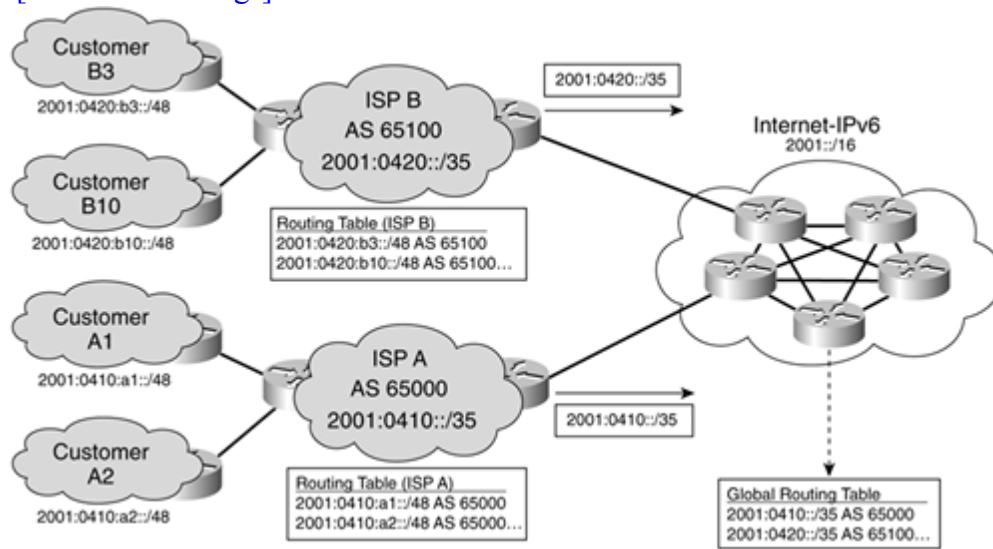 Customer
B3
2001:0420:b3::/48
Customer
B10
2001:0420:b10::/48
ISP B
AS 65100
2001:0420::/35
Routing Table (ISP B)
2001:0420:b3::/48 AS 65100
2001:0420:b10::/48 AS 65100...
2001:0420::/35
Internet-IPv6
2001::/16
Customer
A1
2001:0410:a1::/48
Customer
A2
2001:0410:a2::/48
ISP A
AS 65000
2001:0410::/35
Routing Table (ISP A)
2001:0410:a1::/48 AS 65000
2001:0410:a2::/48 AS 65000...
2001:0410::/35
Global Routing Table
2001:0410::/35 AS 65000
2001:0420::/35 AS 65100...